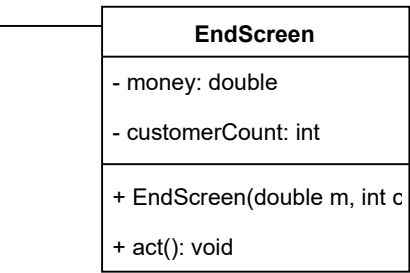 EndScreen
- money: double
- customerCount: int
+ EndScreen(double m, int c
+ act(): void